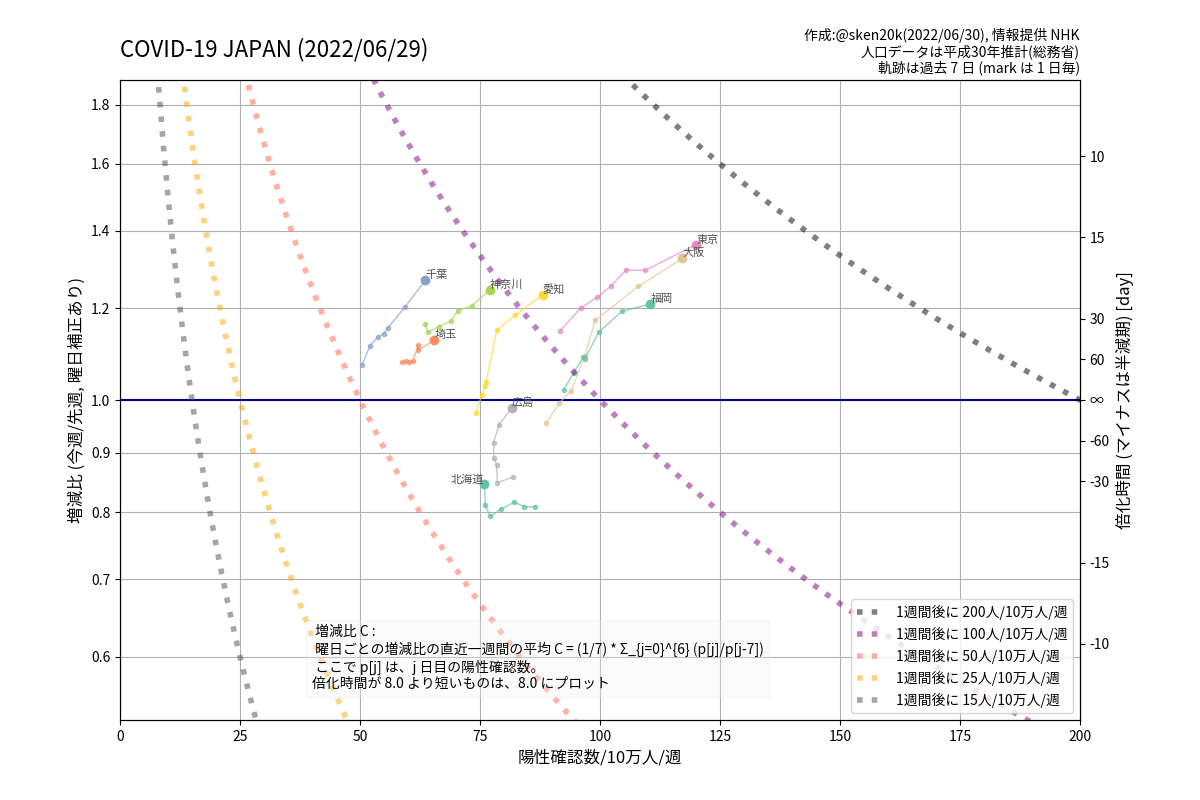 COVID-19 JAPAN (2022/06/29)
作成:@sken20k(2022/06/30), 情報提供 NHK
人口データは平成30年推計(総務省)
軌跡は過去 7 日 (mark は 1 日毎)
増減比 (今週/先週, 曜日補正あり)
1.8
1.6
1.4
1.2
1.0
0.9
0.8
0.7
0.6
10
15
30
60
∞
-60
-30
-15
-10
倍化時間 (マイナスは半減期) [day]
東京
大阪
千葉
神奈川
愛知
福岡
埼玉
広島
北海道
増減比 C :
曜日ごとの増減比の直近一週間の平均 C = (1/7) * Σ_{j=0}^{6} (p[j]/p[j-7])
ここで p[j] は、j 日目の陽性確認数。
倍化時間が 8.0 より短いものは、8.0 にプロット
1週間後に 200人/10万人/週
1週間後に 100人/10万人/週
1週間後に 50人/10万人/週
1週間後に 25人/10万人/週
1週間後に 15人/10万人/週
0 25 50 75 100 125 150 175 200
陽性確認数/10万人/週